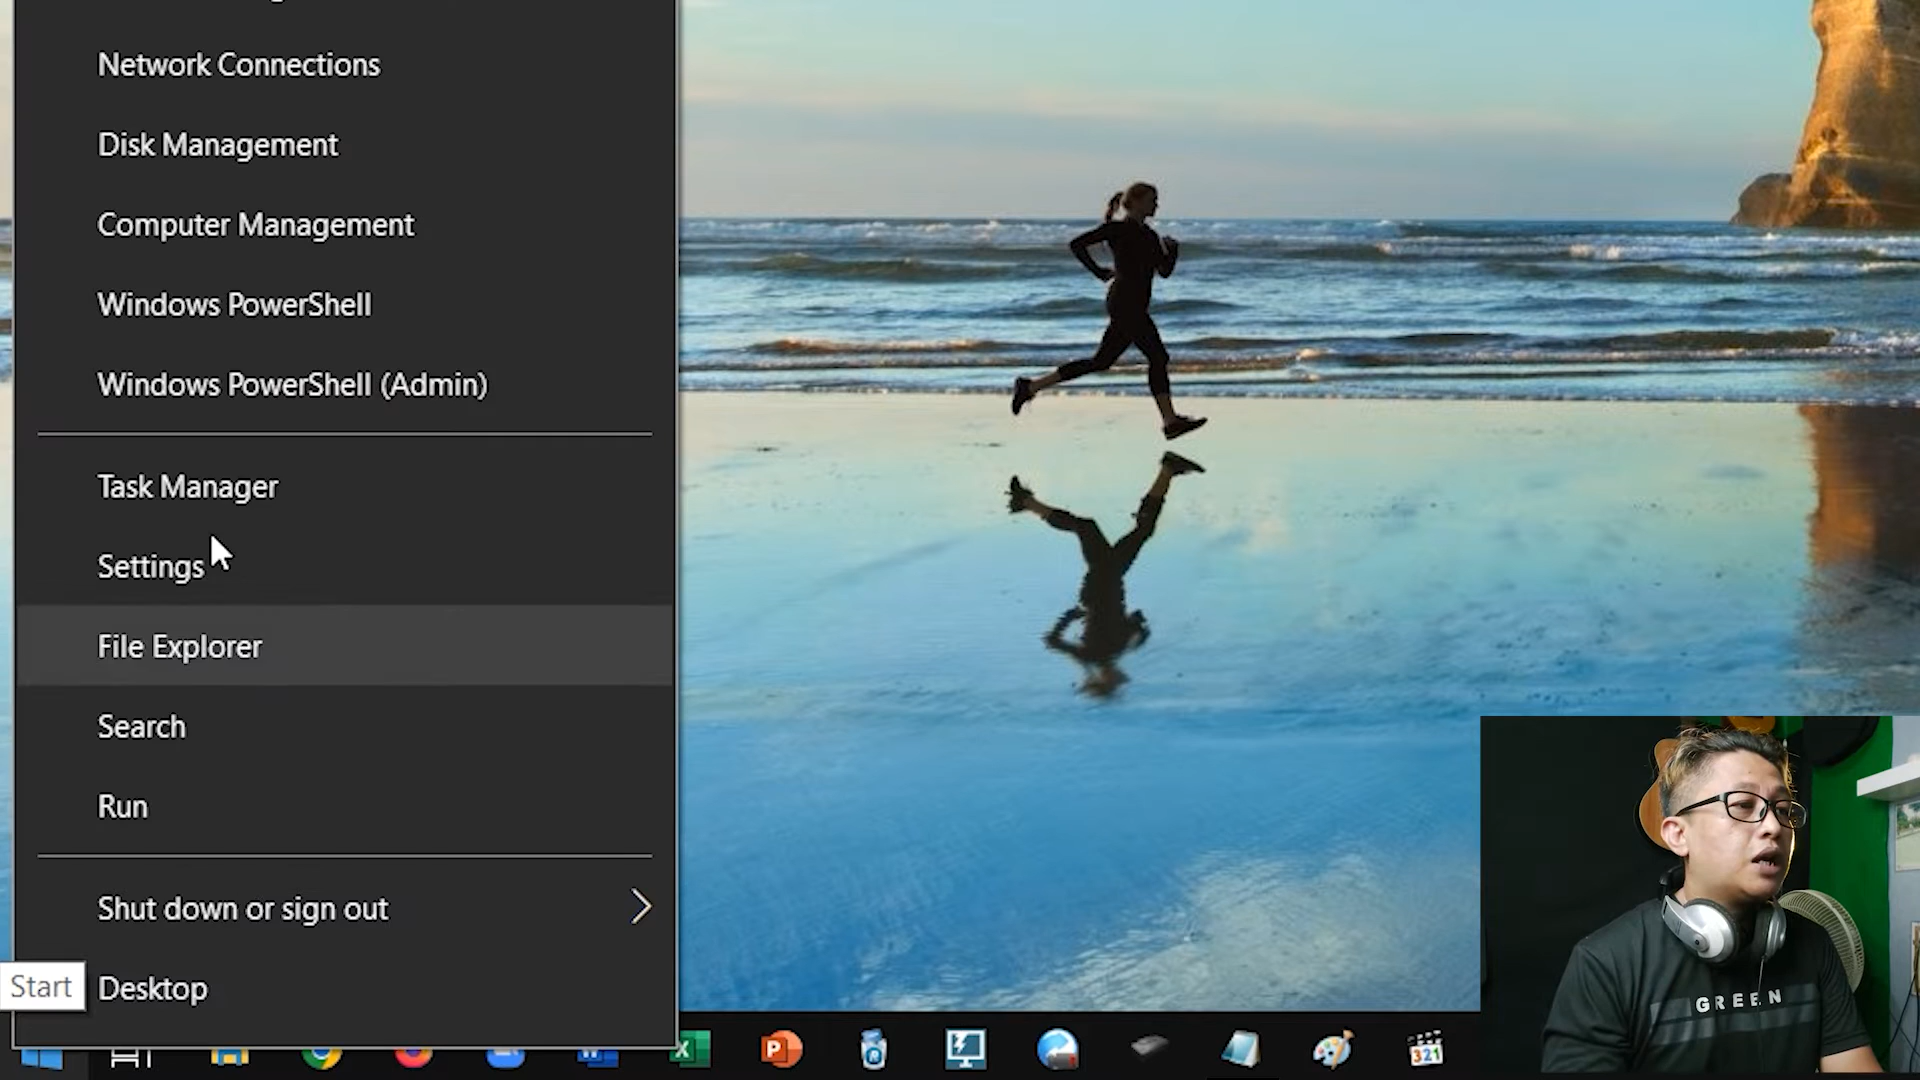 Network Connections
Disk Management
Computer Management
Windows PowerShell
Windows PowerShell (Admin)
Task Manager
Settings
File Explorer
Search
Run
Shut down or sign out
Start
Desktop
GREEN
W
X
P
321